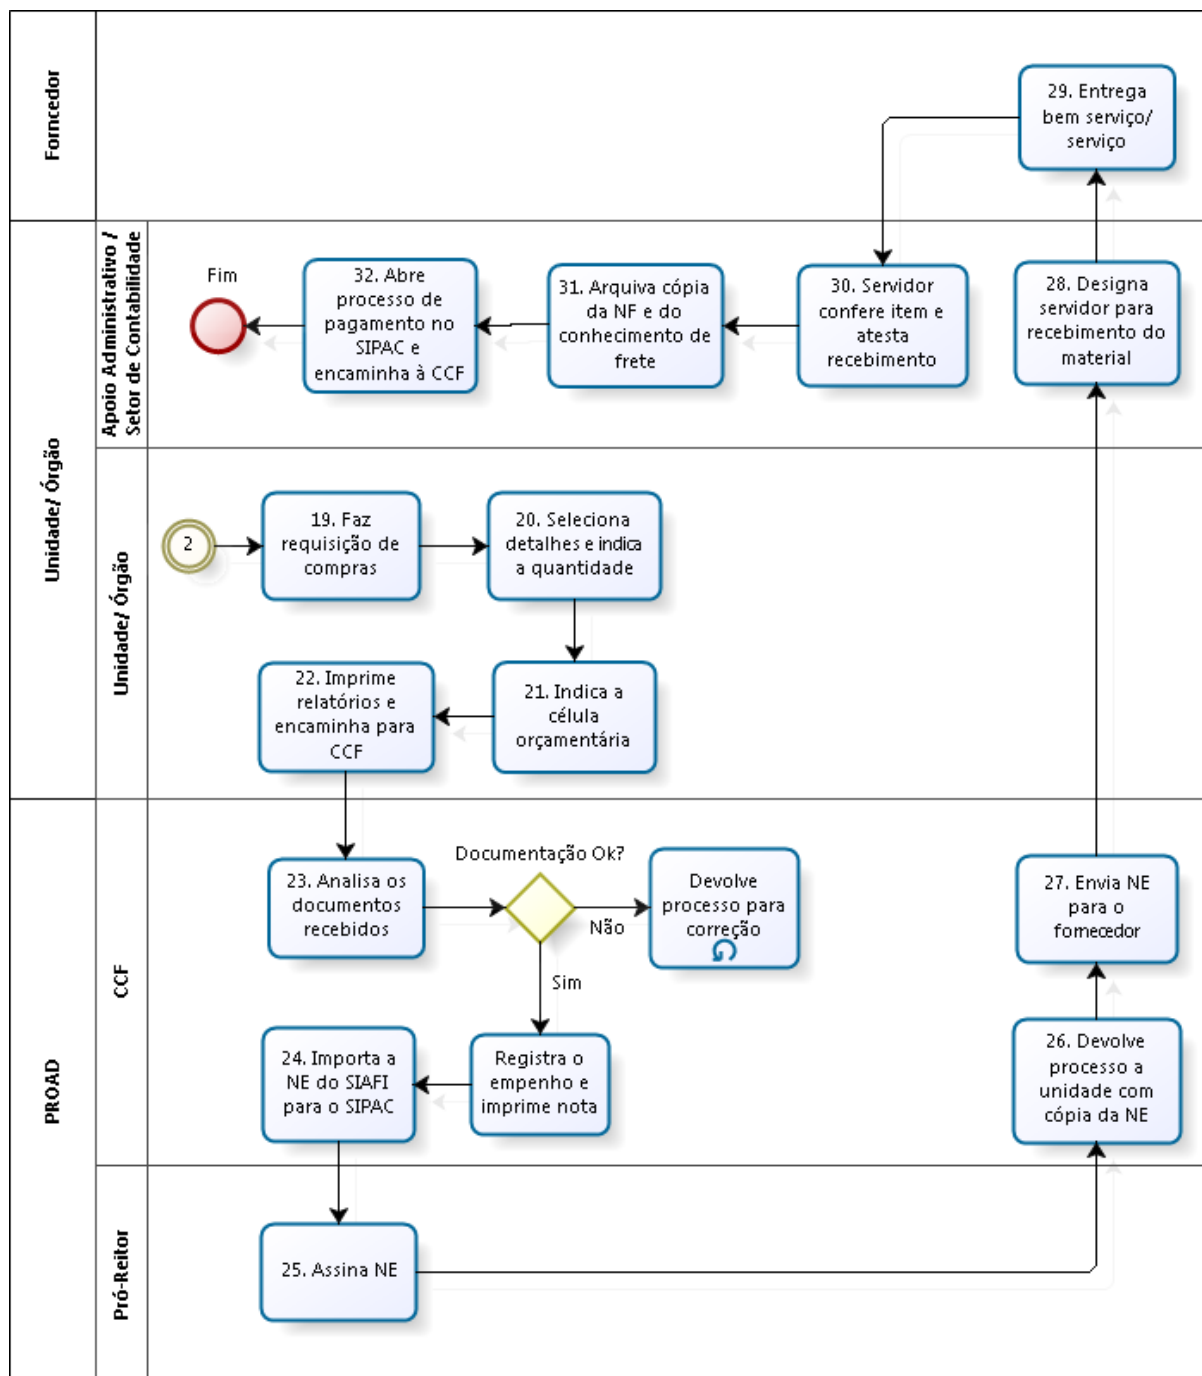 Forncedor
29. Entrega
bem serviço/
serviço
Unidade/ Órgão
Apoio Administrativo /
Setor de Contabilidade
Fim
32. Abre
processo de
pagamento no
SIPAC e
encaminha à CCF
31. Arquiva cópia
da NF e do
conhecimento de
frete
30. Servidor
confere item e
atesta
recebimento
28. Designa
servidor para
recebimento do
material
Unidade/ Órgão
2
19. Faz
requisição de
compras
20. Seleciona
detalhes e indica
a quantidade
21. Indica a
célula
orçamentária
22. Imprime
relatórios e
encaminha para
CCF
PROAD
CCF
23. Analisa os
documentos
recebidos
Documentação Ok?
Não
Sim
Devolve
processo para
correção
Registra o
empenho e
imprime nota
24. Importa a
NE do SIAFI
para o SIPAC
27. Envia NE
para o
fornecedor
26. Devolve
processo a
unidade com
cópia da NE
Pró-Reitor
25. Assina NE